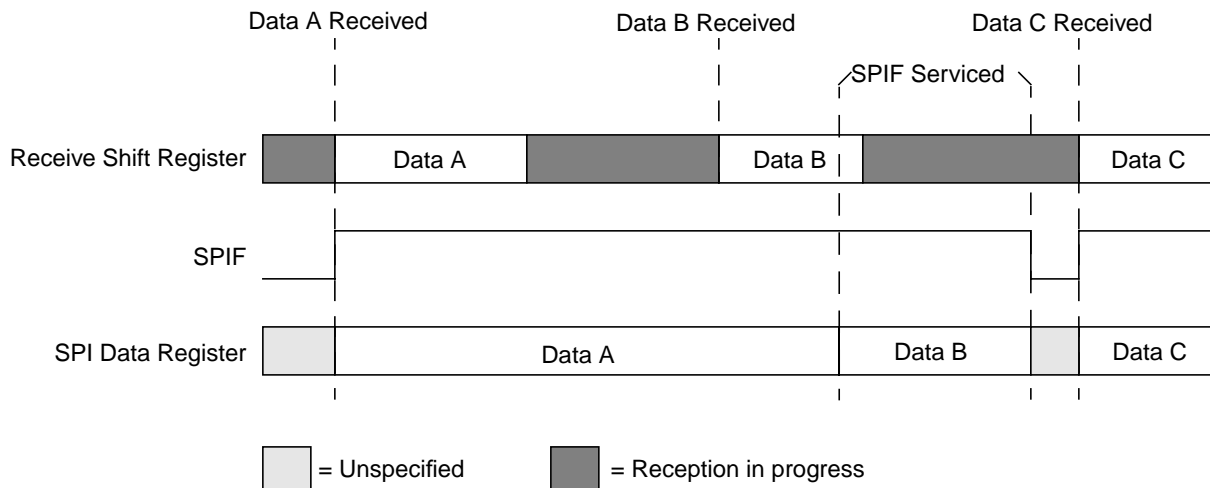 Data A Received
Data B Received
Data C Received
SPIF Serviced
Receive Shift Register
Data A
Data B
Data C
SPIF
SPI Data Register
Data A
Data B
Data C
= Unspecified
= Reception in progress